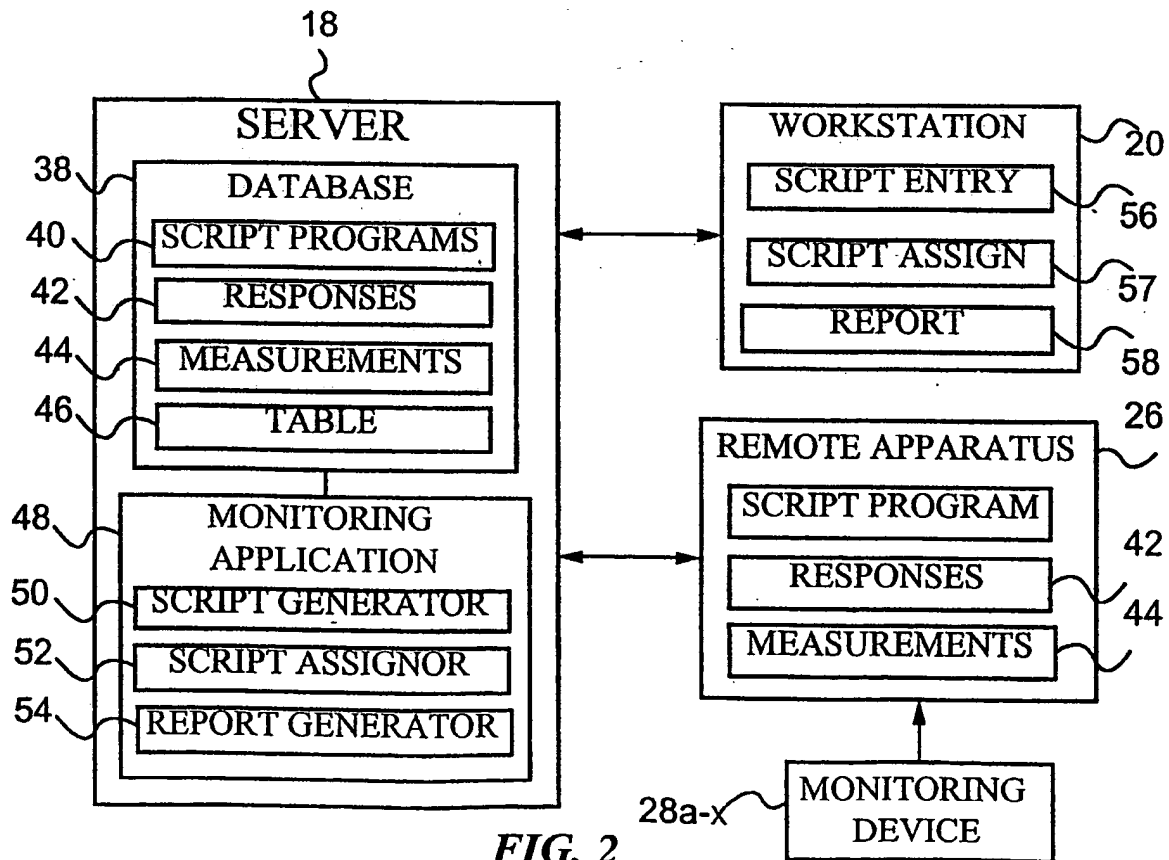 18
SERVER
38
DATABASE
40
SCRIPT PROGRAMS
42
RESPONSES
44
MEASUREMENTS
46
TABLE
48
MONITORING
APPLICATION
50
SCRIPT GENERATOR
52
SCRIPT ASSIGNOR
54
REPORT GENERATOR
WORKSTATION
20
SCRIPT ENTRY
56
SCRIPT ASSIGN
57
REPORT
58
26
REMOTE APPARATUS
SCRIPT PROGRAM
42
RESPONSES
44
MEASUREMENTS
28a-x
MONITORING
DEVICE
FIG. 2